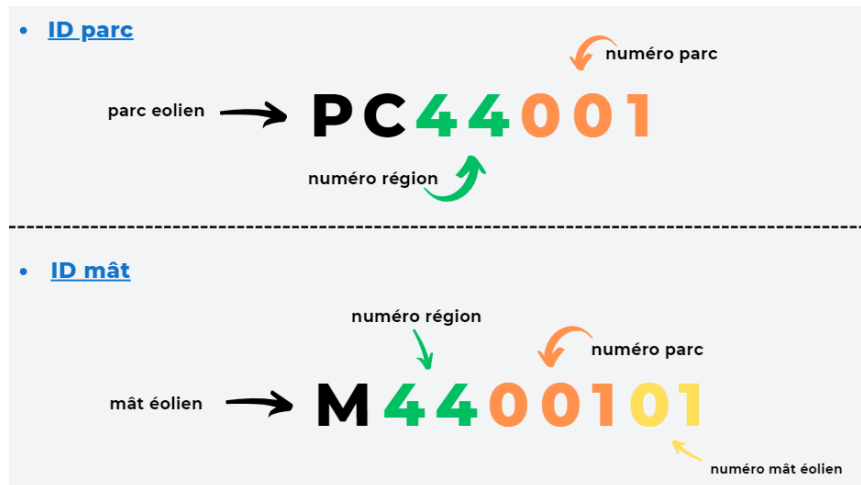 • ID parc
numéro parc
parc eolien
PC44001
numéro région
• ID mât
numéro région
numéro parc
mât éolien
M4400101
numéro mât éolien